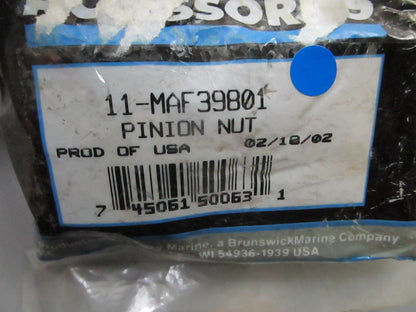 11-MAF39801
PINION NUT
PROD OF USA 02/18/02
7 45061 50063 1
Marine, a BrunswickMarine Company
WI 54936-1939 USA